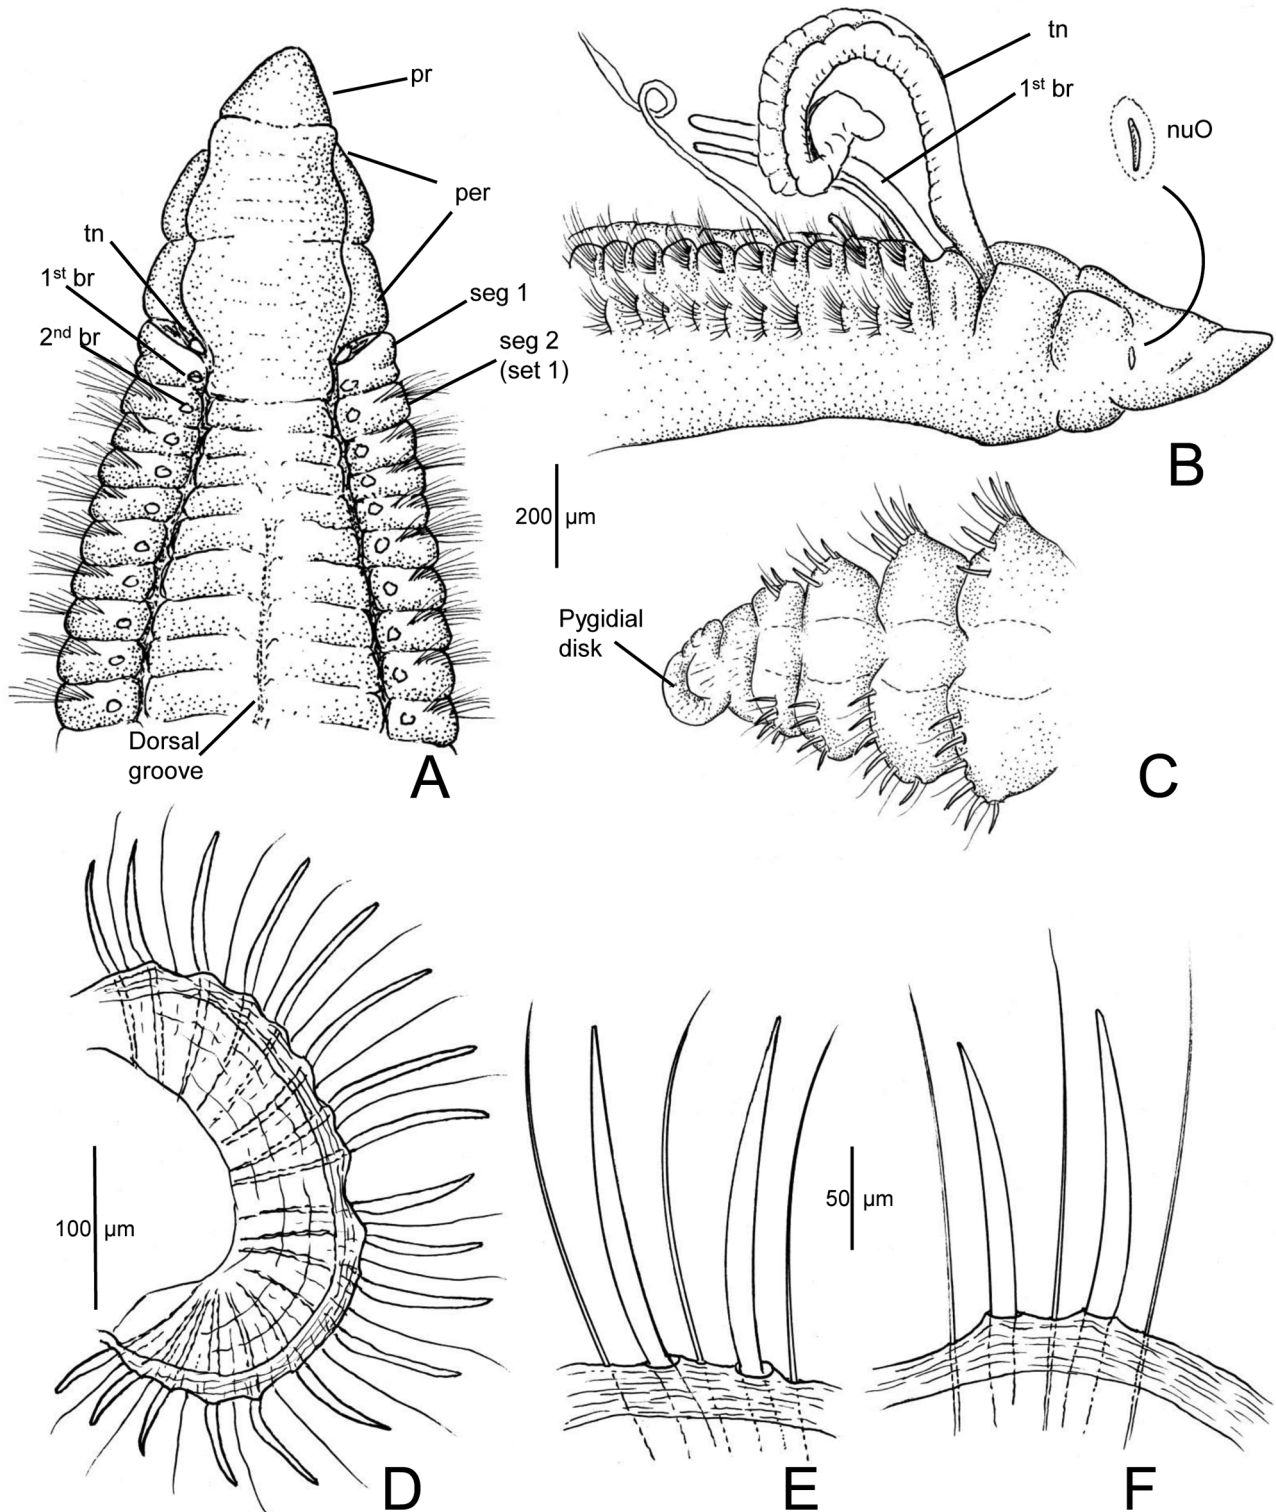 pr
per
tn
1st br
2nd br
seg 1
seg 2
(set 1)
Dorsal
groove
A
tn
1st br
nuO
B
200 µm
Pygidial
disk
C
100 µm
D
50 µm
E
F